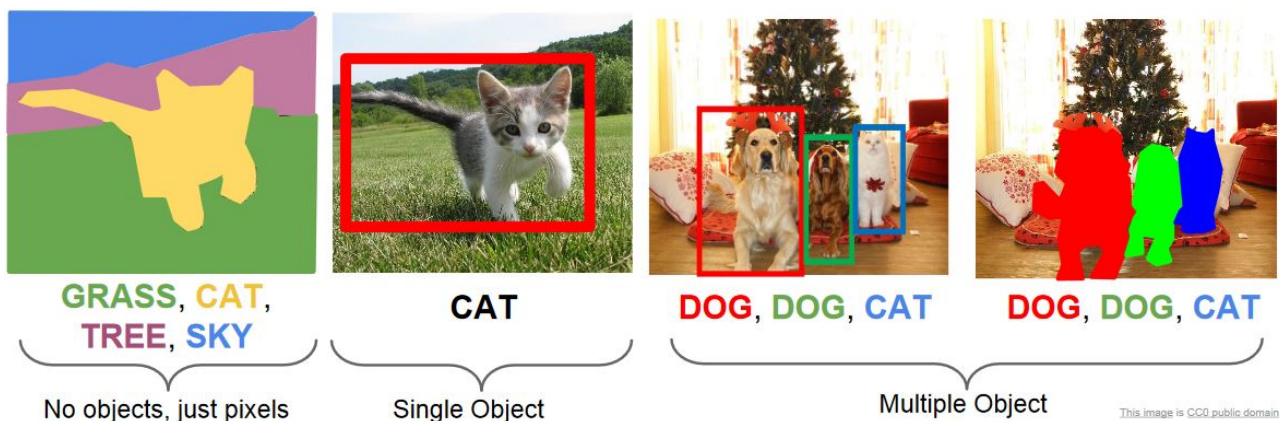 GRASS, CAT,
TREE, SKY
No objects, just pixels
CAT
Single Object
DOG, DOG, CAT
DOG, DOG, CAT
Multiple Object
This image is CC0 public domain